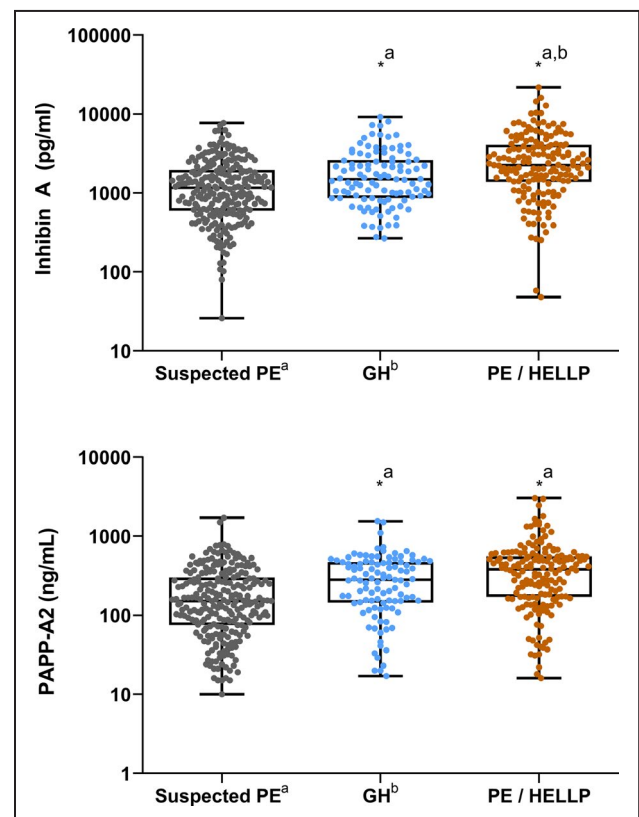 100000
10000
1000
100
10
Inhibin A (pg/ml)
*a
*a,b
Suspected PEa GHb PE / HELLP
10000
1000
100
10
1
PAPP-A2 (ng/mL)
*a
*a
Suspected PEa GHb PE / HELLP